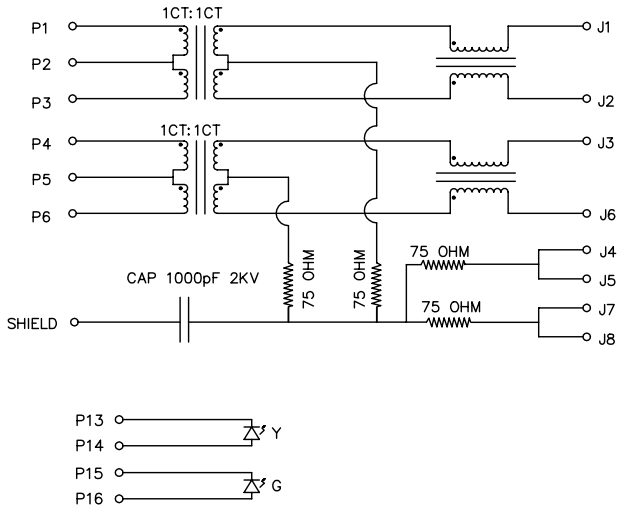 1CT:1CT
P1
J1
P2
P3
J2
1CT:1CT
P4
J3
P5
P6
J6
75 OHM
J4
CAP 1000pF 2KV
75 OHM
75 OHM
J5
75 OHM
J7
SHIELD
J8
P13
Y
P14
P15
G
P16